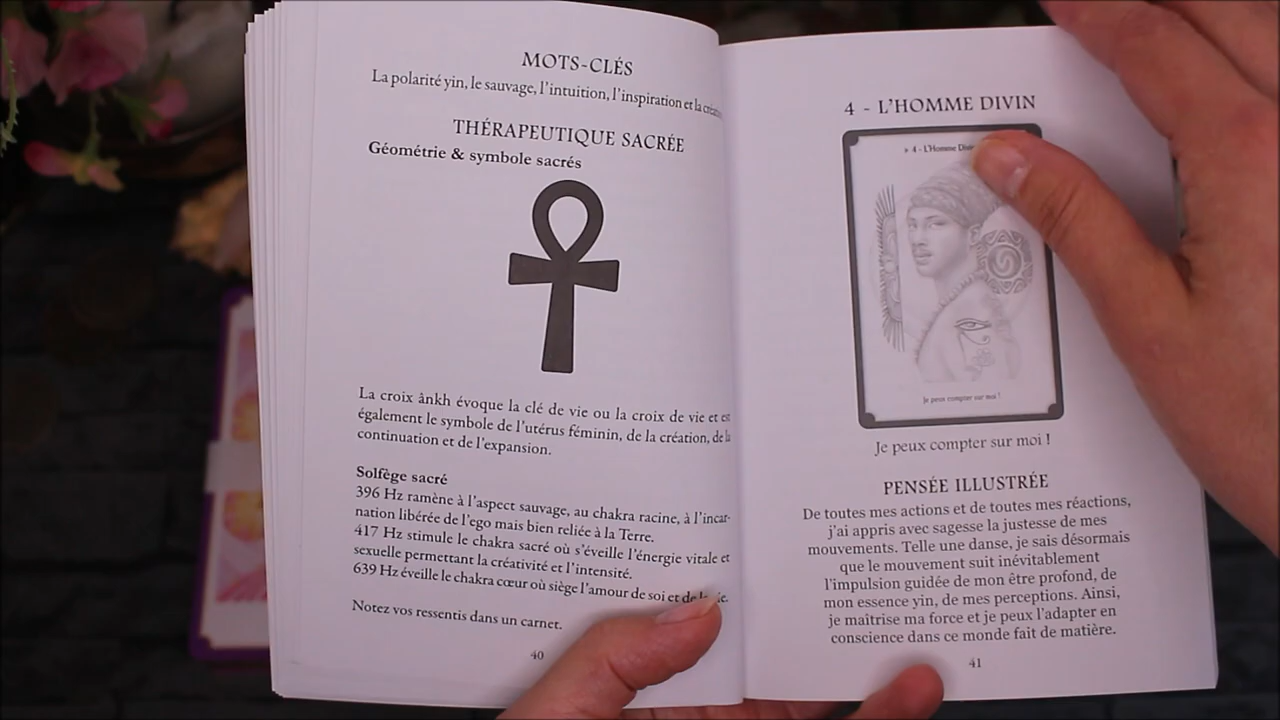 MOTS-CLÉS
La polarité yin, le sauvage, l'intuition, l'inspiration et la
THÉRAPEUTIQUE SACRÉE
Géométrie & symbole sacrés
La croix ânkh évoque la clé de vie ou la croix de vie et est
également le symbole de l'utérus féminin, de la création, de la
continuation et de l'expansion.
Solfège sacré
396 Hz ramène à l'aspect sauvage, au chakra racine, à l'incar-
nation libérée de l'ego mais bien reliée à la Terre.
417 Hz stimule le chakra sacré où s'éveille l'énergie vitale et
sexuelle permettant la créativité et l'intensité.
639 Hz éveille le chakra cœur où siège l'amour de soi et de
Notez vos ressentis dans un carnet.
40
4 - L'HOMME DIVIN
4 - L'Homme
Je peux compter sur moi !
Je peux compter sur moi !
PENSÉE ILLUSTRÉE
De toutes mes actions et de toutes mes réactions,
j'ai appris avec sagesse la justesse de mes
mouvements. Telle une danse, je sais désormais
que le mouvement suit inévitablement
l'impulsion guidée de mon être profond, de
mon essence yin, de mes perceptions. Ainsi,
je maîtrise ma force et je peux l'adapter en
conscience dans ce monde fait de matière.
41